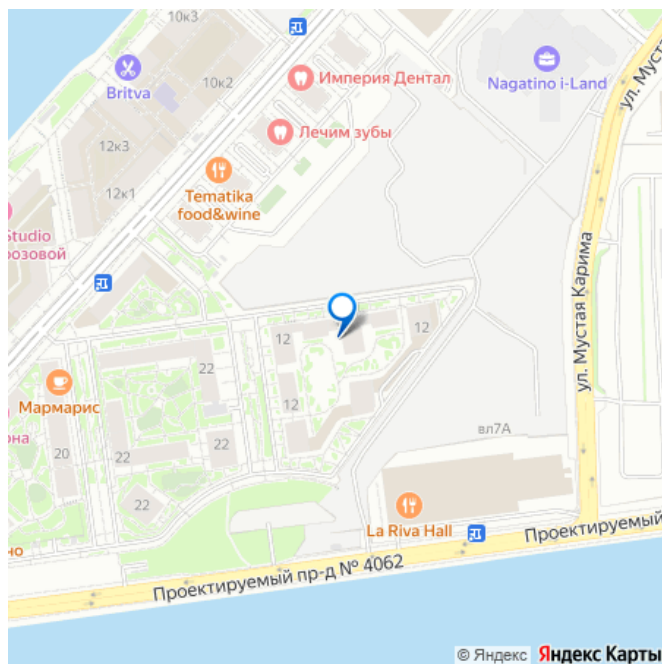 10к3
Britva
10к2
Империя Дентал
Nagatino i-Land
ул. Муста
12к3
Лечим зубы
12к1
Tematika
food&wine
Studio
розовой
ул. Мустая Карима
12
12
22
Мармарис
12
она
20
22
22
22
вл7А
La Riva Hall
но
Проектируемый
Проектируемый пр-д № 4062
© Яндекс Яндекс Карты